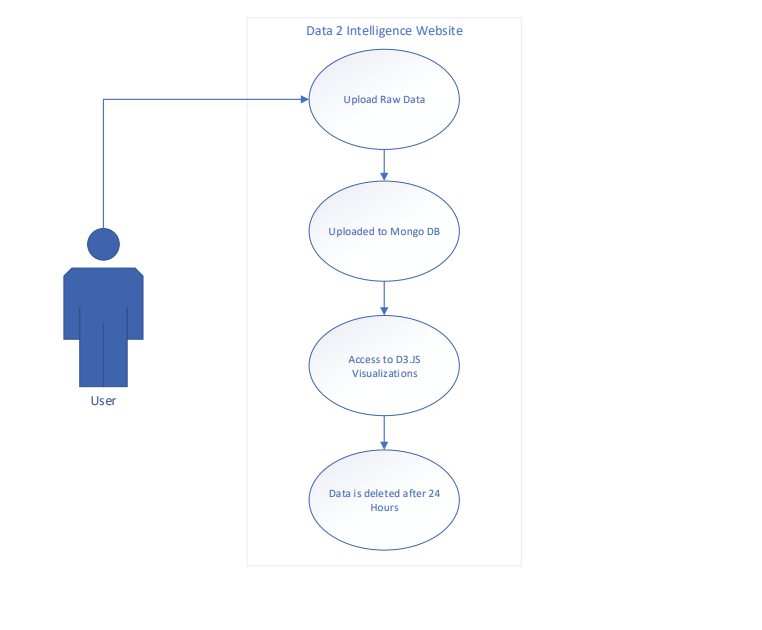 Data 2 Intelligence Website
Upload Raw Data
Uploaded to Mongo DB
Access to D3.JS
Visualizations
Data is deleted after 24
Hours
User